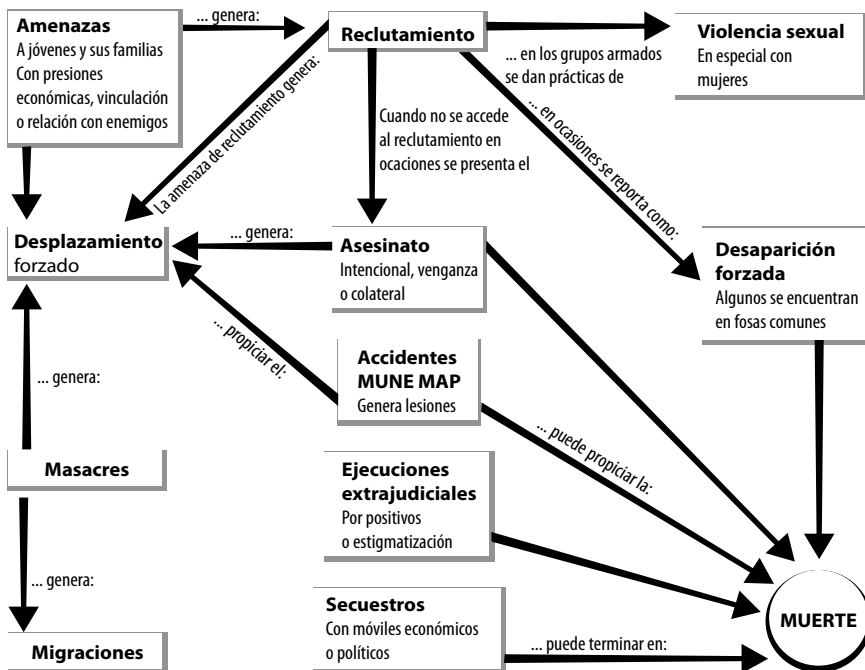 Amenazas
A jóvenes y sus familias
Con presiones
económicas, vinculación
o relación con enemigos
... genera:
Reclutamiento
... en los grupos armados
se dan prácticas de
Violencia sexual
En especial con
mujeres
La amenaza de reclutamiento genera:
Cuando no se accede
al reclutamiento en
ocaciones se presenta el
... en ocasiones se reporta como:
Desplazamiento
forzado
... genera:
Asesinato
Intencional, venganza
o colateral
Desaparición
forzada
Algunos se encuentran
en fosas comunes
... propiciar el:
Accidentes
MUNE MAP
Genera lesiones
... puede propiciar la:
... genera:
Masacres
Ejecuciones
extrajudiciales
Por positivos
o estigmatización
... genera:
Migraciones
Secuestros
Con móviles económicos
o políticos
... puede terminar en:
MUERTE